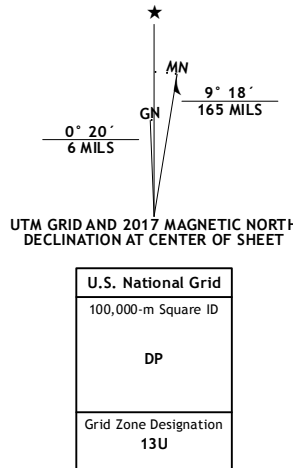 ★
MN
GN
9° 18´
165 MILS
0° 20´
6 MILS
UTM GRID AND 2017 MAGNETIC NORTH
DECLINATION AT CENTER OF SHEET
U.S. National Grid
100,000-m Square ID
DP
Grid Zone Designation
13U